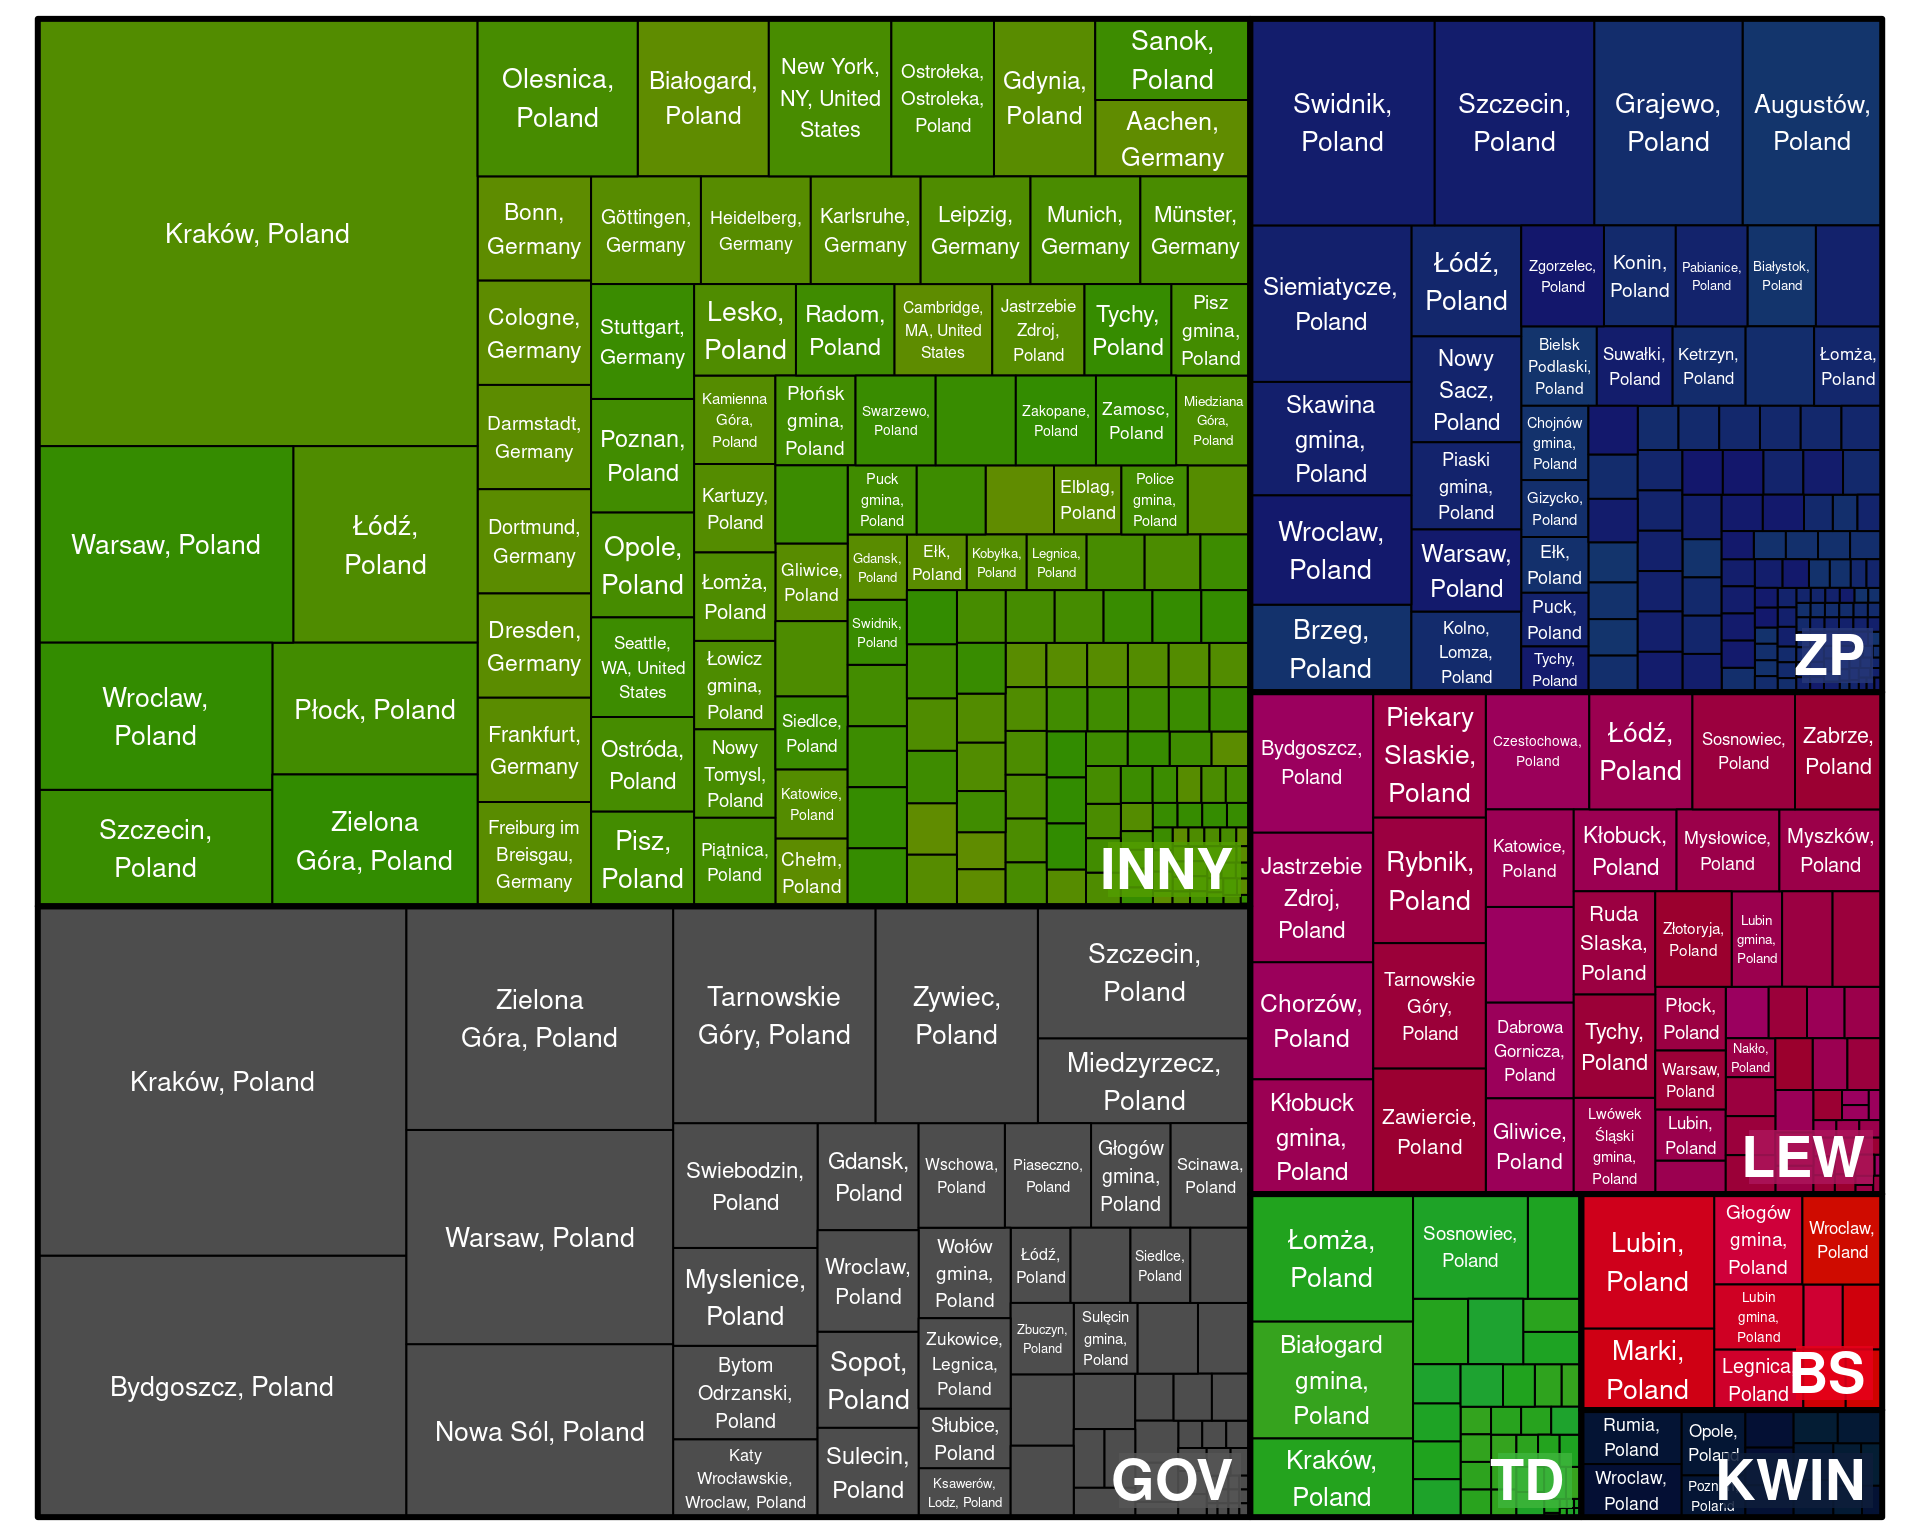 Kraków, Poland
Olesnica,
Poland
Białogard,
Poland
New York,
NY, United
States
Ostrołeka,
Ostroleka,
Poland
Gdynia,
Poland
Sanok,
Poland
Aachen,
Germany
Bonn,
Germany
Göttingen,
Germany
Heidelberg,
Germany
Karlsruhe,
Germany
Leipzig,
Germany
Munich,
Germany
Münster,
Germany
Cologne,
Germany
Stuttgart,
Germany
Lesko,
Poland
Radom,
Poland
Cambridge,
MA, United
States
Jastrzebie
Zdroj,
Poland
Tychy,
Poland
Pisz
gmina,
Poland
Darmstadt,
Germany
Poznan,
Poland
Kamienna
Góra,
Poland
Płońsk
gmina,
Poland
Swarzewo,
Poland
Zakopane,
Poland
Zamosc,
Poland
Miedziana
Góra,
Poland
Warsaw, Poland
Łódź,
Poland
Dortmund,
Germany
Opole,
Poland
Kartuzy,
Poland
Puck
gmina,
Poland
Elblag,
Poland
Police
gmina,
Poland
Łomża,
Poland
Gliwice,
Poland
Gdansk,
Poland
Ełk,
Poland
Kobyłka,
Poland
Legnica,
Poland
Dresden,
Germany
Seattle,
WA, United
States
Łowicz
gmina,
Poland
Swidnik,
Poland
Wroclaw,
Poland
Płock, Poland
Frankfurt,
Germany
Ostróda,
Poland
Nowy
Tomysl,
Poland
Siedlce,
Poland
Katowice,
Poland
Szczecin,
Poland
Zielona
Góra, Poland
Freiburg im
Breisgau,
Germany
Pisz,
Poland
Piątnica,
Poland
Chełm,
Poland
INNY
Swidnik,
Poland
Szczecin,
Poland
Grajewo,
Poland
Augustów,
Poland
Siemiatycze,
Poland
Łódź,
Poland
Zgorzelec,
Poland
Konin,
Poland
Pabianice,
Poland
Białystok,
Poland
Nowy
Sacz,
Poland
Bielsk
Podlaski,
Poland
Suwałki,
Poland
Ketrzyn,
Poland
Łomża,
Poland
Skawina
gmina,
Poland
Piaski
gmina,
Poland
Chojnów
gmina,
Poland
Gizycko,
Poland
Wroclaw,
Poland
Warsaw,
Poland
Ełk,
Poland
Puck,
Poland
Brzeg,
Poland
Kolno,
Lomza,
Poland
Tychy,
Poland
ZP
Bydgoszcz,
Poland
Piekary
Slaskie,
Poland
Czestochowa,
Poland
Łódź,
Poland
Sosnowiec,
Poland
Zabrze,
Poland
Jastrzebie
Zdroj,
Poland
Rybnik,
Poland
Katowice,
Poland
Kłobuck,
Poland
Mysłowice,
Poland
Myszków,
Poland
Ruda
Slaska,
Poland
Złotoryja,
Poland
Lubin
gmina,
Poland
Chorzów,
Poland
Tarnowskie
Góry,
Poland
Dabrowa
Gornicza,
Poland
Tychy,
Poland
Płock,
Poland
Nakło,
Poland
Warsaw,
Poland
Kłobuck
gmina,
Poland
Zawiercie,
Poland
Gliwice,
Poland
Lwówek
Śląski
gmina,
Poland
Lubin,
Poland
LEW
Kraków, Poland
Zielona
Góra, Poland
Tarnowskie
Góry, Poland
Zywiec,
Poland
Szczecin,
Poland
Miedzyrzecz,
Poland
Warsaw, Poland
Swiebodzin,
Poland
Gdansk,
Poland
Wschowa,
Poland
Piaseczno,
Poland
Głogów
gmina,
Poland
Scinawa,
Poland
Myslenice,
Poland
Wroclaw,
Poland
Wołów
gmina,
Poland
Łódź,
Poland
Siedlce,
Poland
Bydgoszcz, Poland
Nowa Sól, Poland
Bytom
Odrzanski,
Poland
Sopot,
Poland
Zukowice,
Legnica,
Poland
Zbuczyn,
Poland
Sulęcin
gmina,
Poland
Katy
Wrocławskie,
Wroclaw, Poland
Sulecin,
Poland
Słubice,
Poland
Ksawerów,
Lodz, Poland
GOV
Łomża,
Poland
Sosnowiec,
Poland
Białogard
gmina,
Poland
Kraków,
Poland
TD
Lubin,
Poland
Głogów
gmina,
Poland
Wroclaw,
Poland
Lubin
gmina,
Poland
Marki,
Poland
Legnica
Poland
BS
Rumia,
Poland
Opole,
Poland
Wroclaw,
Poland
Poland
KWIN